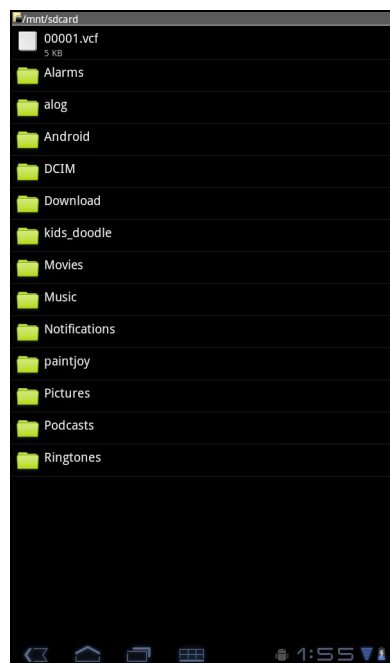 /mnt/sdcard
00001.vcf
5 KB
Alarms
alog
Android
DCIM
Download
kids_doodle
Movies
Music
Notifications
paintjoy
Pictures
Podcasts
Ringtones
1:55